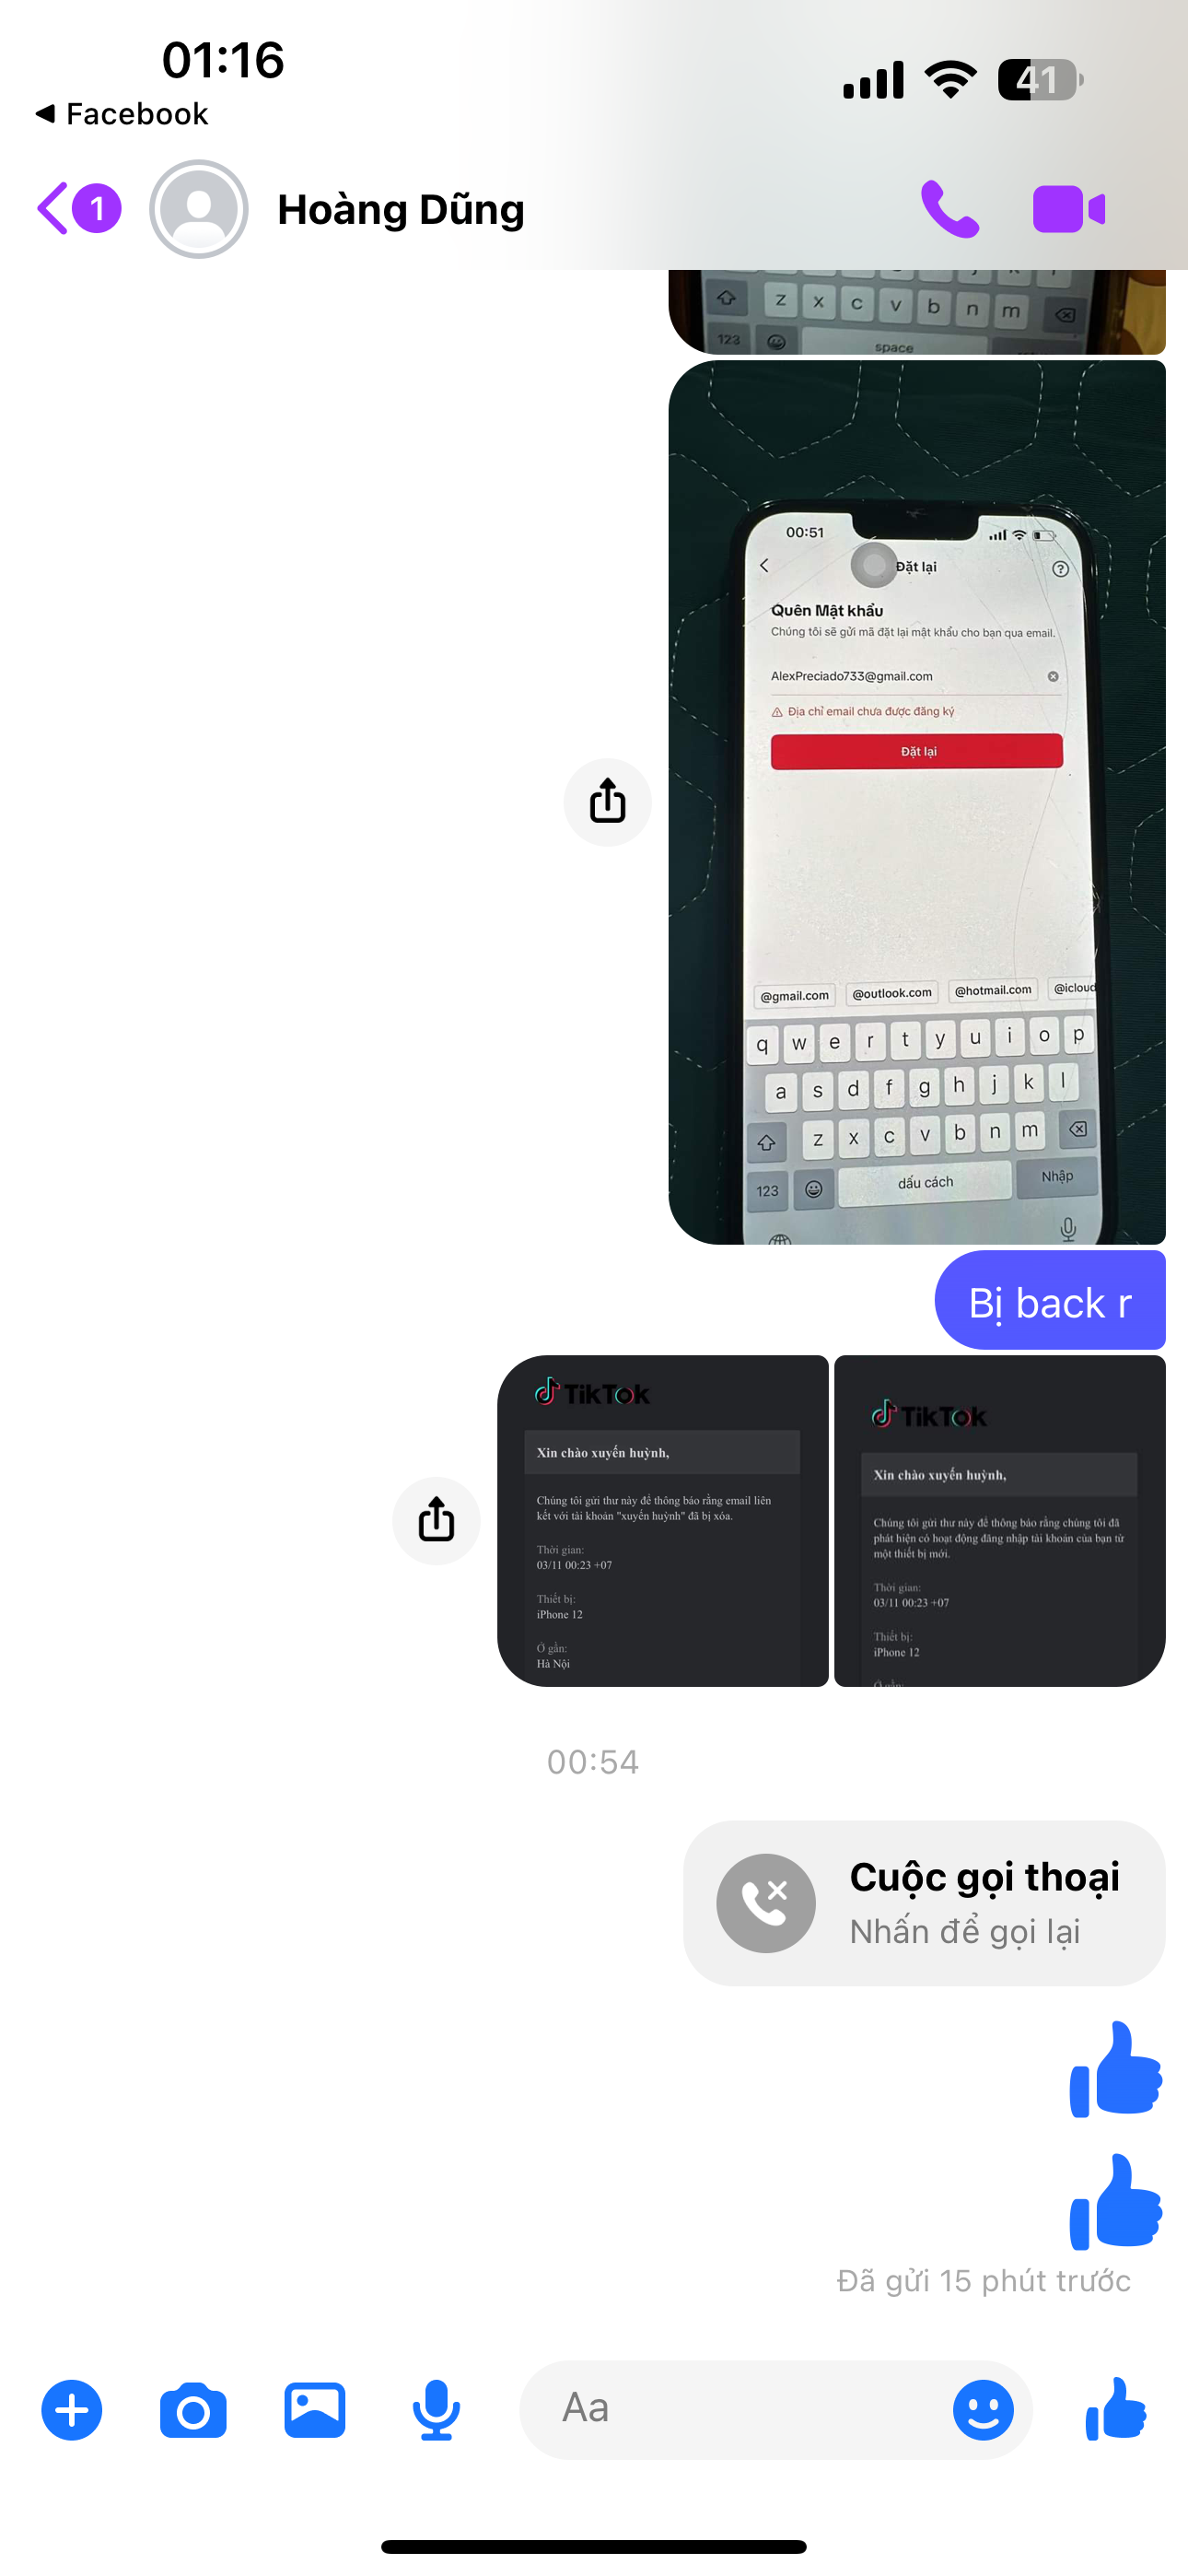 01:16
41
Facebook
1
Hoàng Dũng
z x c v b n m
123
space
00:51
Đặt lại
?
Quên Mật khẩu
Chúng tôi sẽ gửi mã đặt lại mật khẩu cho bạn qua email.
AlexPreciado733@gmail.com
Địa chỉ email chưa được đăng ký
Đặt lại
@gmail.com @outlook.com @hotmail.com @icloud
q w e r t y u i o p
a s d f g h j k l
z x c v b n m
123 dấu cách Nhập
Bị back r
TikTok
Xin chào xuyến huỳnh,
Chúng tôi gửi thư này để thông báo rằng email liên
kết với tài khoản "xuyến huỳnh" đã bị xóa.
Thời gian:
03/11 00:23 +07
Thiết bị:
iPhone 12
Ở gần:
Hà Nội
TikTok
Xin chào xuyến huỳnh,
Chúng tôi gửi thư này để thông báo rằng chúng tôi đã
phát hiện có hoạt động đăng nhập tài khoản của bạn từ
một thiết bị mới.
Thời gian:
03/11 00:23 +07
Thiết bị:
iPhone 12
00:54
Cuộc gọi thoại
Nhấn để gọi lại
Đã gửi 15 phút trước
Aa